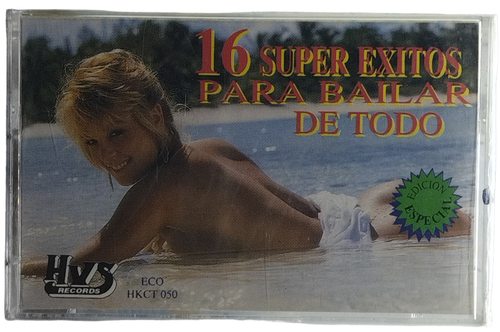 16 SUPER EXITOS
PARA BAILAR
DE TODO
EDICION
ESPECIAL
HVS
RECORDS
ECO
HKCT 050